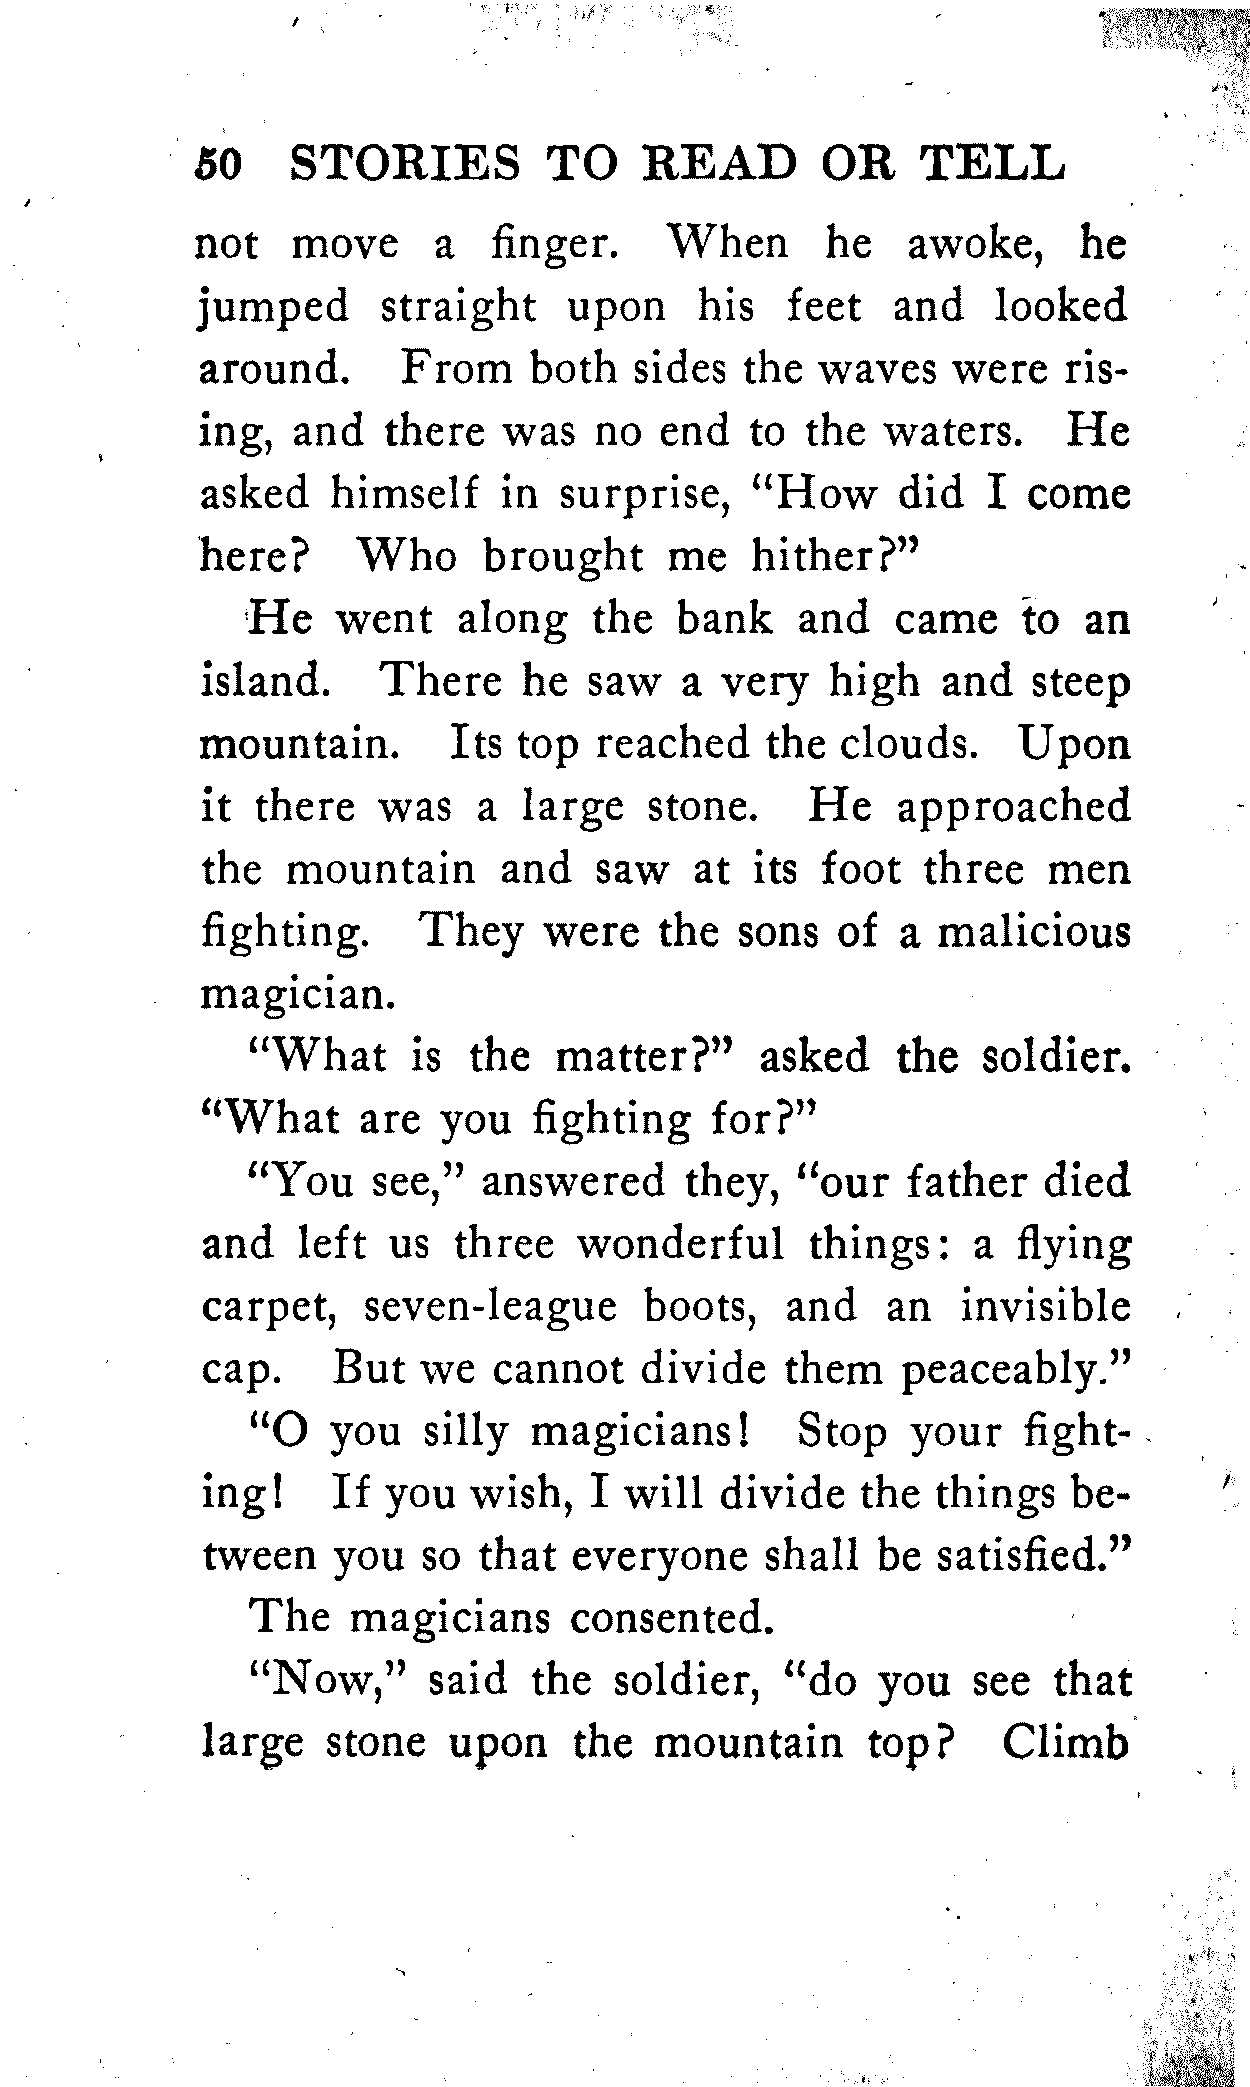 50 STORIES TO READ OR TELL
not move a finger. When he awoke, he
jumped straight upon his feet and looked
around. From both sides the waves were ris-
ing, and there was no end to the waters. He
asked himself in surprise, "How did I come
here? Who brought me hither?"
He went along the bank and came to an
island. There he saw a very high and steep
mountain. Its top reached the clouds. Upon
it there was a large stone. He approached
the mountain and saw at its foot three men
fighting. They were the sons of a malicious
magician.
"What is the matter?" asked the soldier.
"What are you fighting for?"
"You see," answered they, "our father died
and left us three wonderful things: a flying
carpet, seven-league boots, and an invisible
cap. But we cannot divide them peaceably."
"O you silly magicians! Stop your fight-
ing! If you wish, I will divide the things be-
tween you so that everyone shall be satisfied."
The magicians consented.
"Now," said the soldier, "do you see that
large stone upon the mountain top? Climb